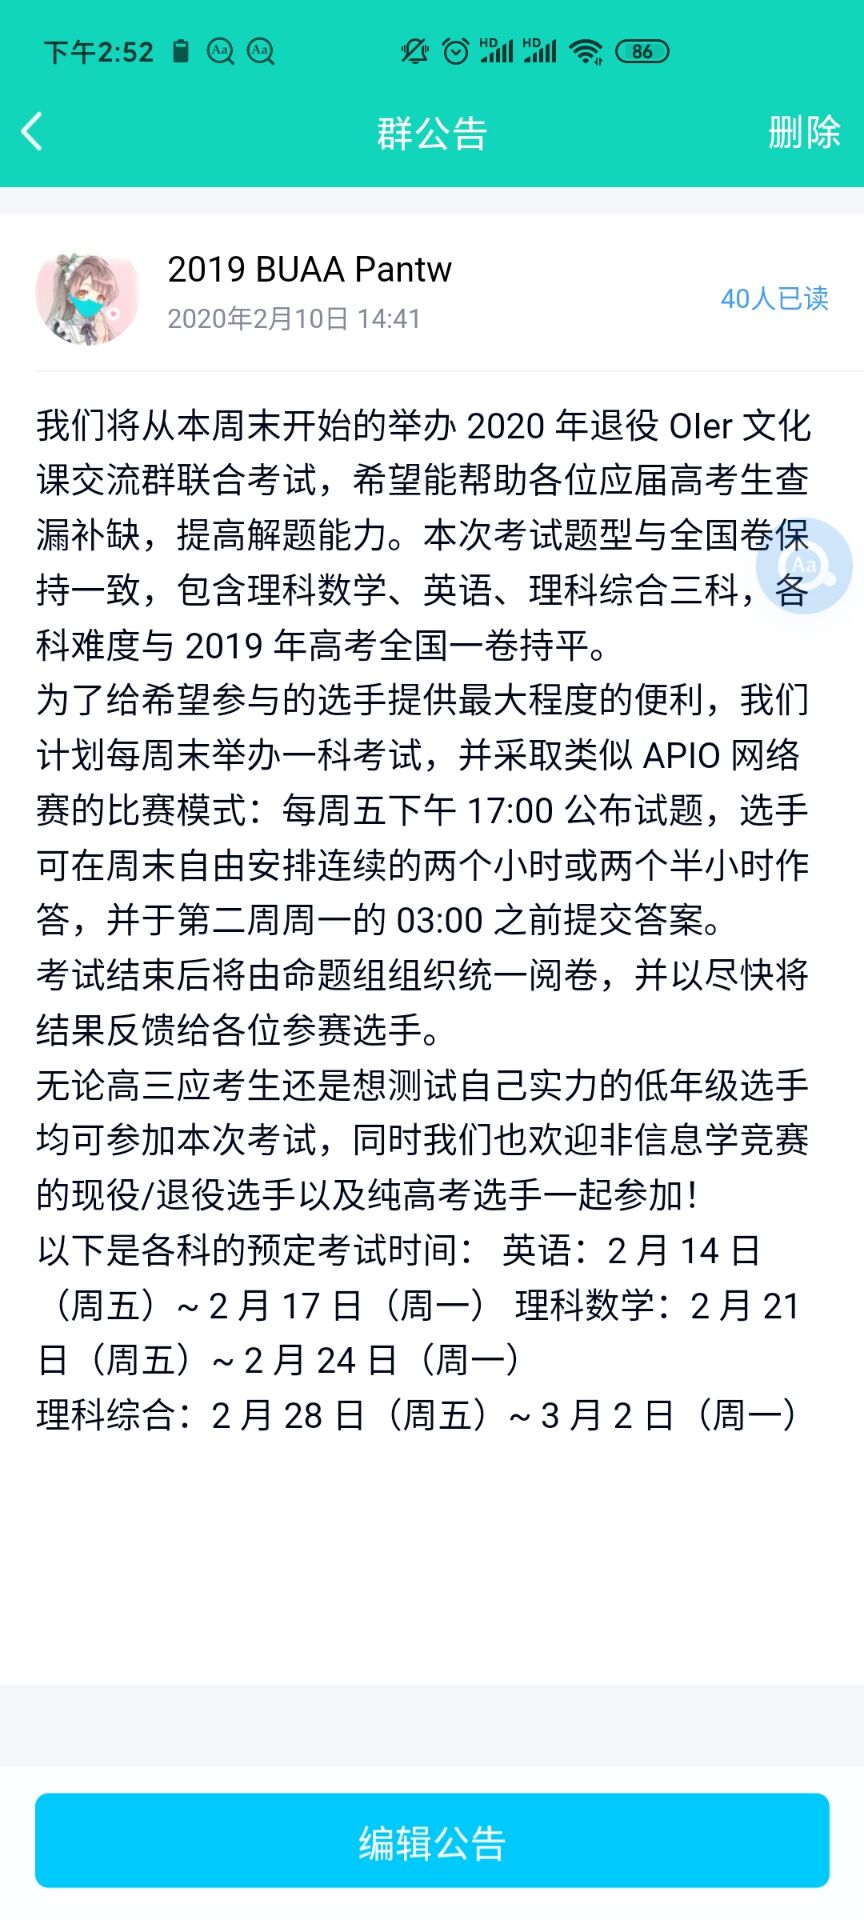 下午2:52
Aa
Aa
HD
HD
86
群公告
删除
2019 BUAA Pantw
2020年2月10日 14:41
40人已读
我们将从本周末开始的举办 2020 年退役 OIer 文化
课交流群联合考试，希望能帮助各位应届高考生查
漏补缺，提高解题能力。本次考试题型与全国卷保
持一致，包含理科数学、英语、理科综合三科，各
Aa
科难度与 2019 年高考全国一卷持平。
为了给希望参与的选手提供最大程度的便利，我们
计划每周末举办一科考试，并采取类似 APIO 网络
赛的比赛模式：每周五下午 17:00 公布试题，选手
可在周末自由安排连续的两个小时或两个半小时作
答，并于第二周周一的 03:00 之前提交答案。
考试结束后将由命题组组织统一阅卷，并以尽快将
结果反馈给各位参赛选手。
无论高三应考生还是想测试自己实力的低年级选手
均可参加本次考试，同时我们也欢迎非信息学竞赛
的现役/退役选手以及纯高考选手一起参加！
以下是各科的预定考试时间： 英语：2 月 14 日
（周五）~ 2 月 17 日（周一） 理科数学：2 月 21
日（周五）~ 2 月 24 日（周一）
理科综合：2 月 28 日（周五）~ 3 月 2 日（周一）
编辑公告